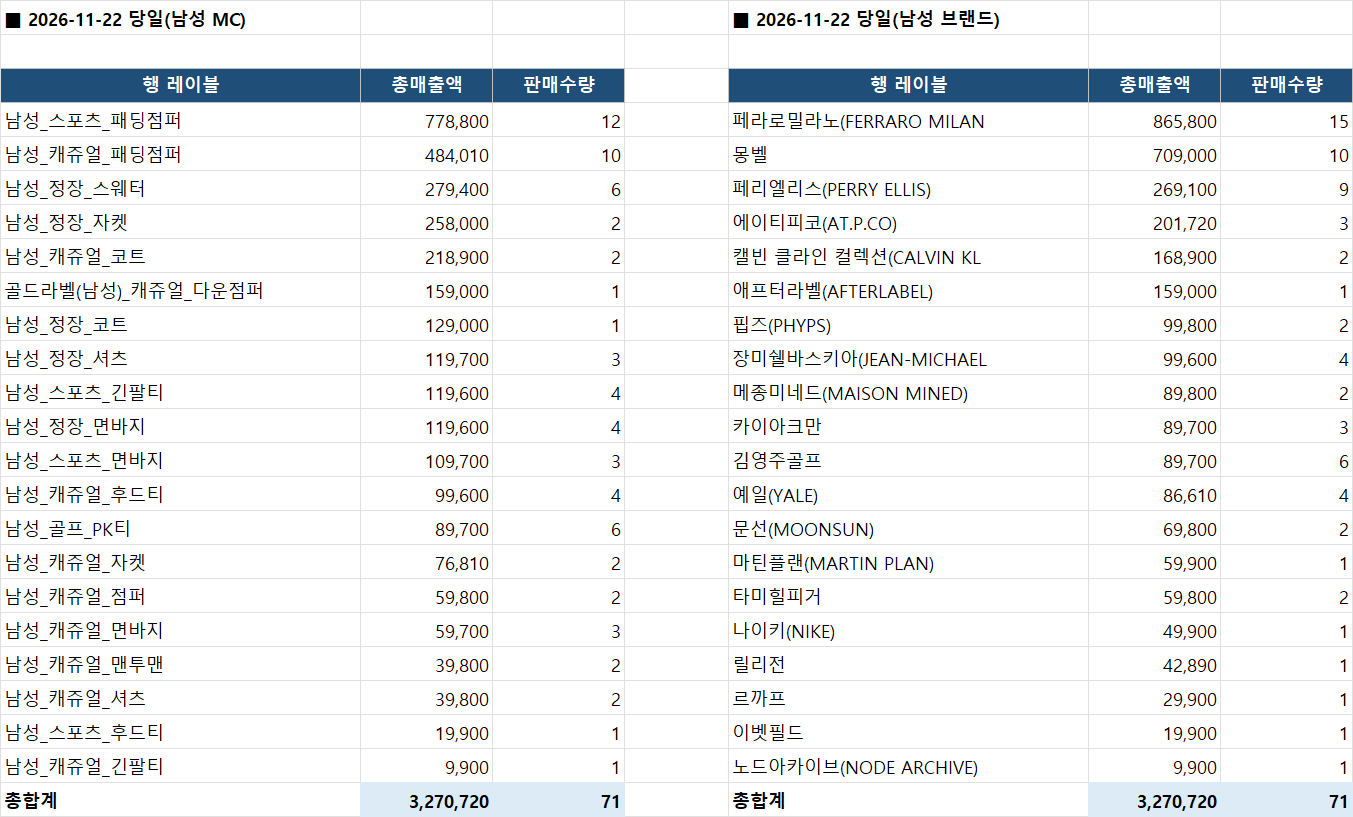 ■ 2026-11-22 당일(남성 MC) ■ 2026-11-22 당일(남성 브랜드)
행 레이블 총매출액 판매수량 행 레이블 총매출액 판매수량
남성_스포츠_패딩점퍼 778,800 12 페라로밀라노(FERRARO MILAN 865,800 15
남성_캐쥬얼_패딩점퍼 484,010 10 몽벨 709,000 10
남성_정장_스웨터 279,400 6 페리엘리스(PERRY ELLIS) 269,100 9
남성_정장_자켓 258,000 2 에이티피코(AT.P.CO) 201,720 3
남성_캐쥬얼_코트 218,900 2 캘빈 클라인 컬렉션(CALVIN KL 168,900 2
골드라벨(남성)_캐쥬얼_다운점퍼 159,000 1 애프터라벨(AFTERLABEL) 159,000 1
남성_정장_코트 129,000 1 핍즈(PHYPS) 99,800 2
남성_정장_셔츠 119,700 3 장미쉘바스키아(JEAN-MICHAEL 99,600 4
남성_스포츠_긴팔티 119,600 4 메종미네드(MAISON MINED) 89,800 2
남성_정장_면바지 119,600 4 카이아크만 89,700 3
남성_스포츠_면바지 109,700 3 김영주골프 89,700 6
남성_캐쥬얼_후드티 99,600 4 예일(YALE) 86,610 4
남성_골프_PK티 89,700 6 문선(MOONSUN) 69,800 2
남성_캐쥬얼_자켓 76,810 2 마틴플랜(MARTIN PLAN) 59,900 1
남성_캐쥬얼_점퍼 59,800 2 타미힐피거 59,800 2
남성_캐쥬얼_면바지 59,700 3 나이키(NIKE) 49,900 1
남성_캐쥬얼_맨투맨 39,800 2 릴리전 42,890 1
남성_캐쥬얼_셔츠 39,800 2 르까프 29,900 1
남성_스포츠_후드티 19,900 1 이벳필드 19,900 1
남성_캐쥬얼_긴팔티 9,900 1 노드아카이브(NODE ARCHIVE) 9,900 1
총합계 3,270,720 71 총합계 3,270,720 71